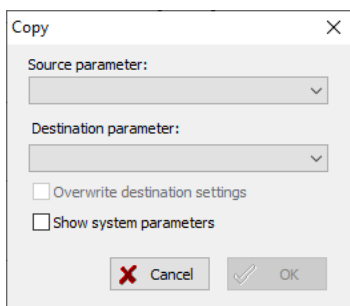 Copy
Source parameter:
Destination parameter:
Overwrite destination settings
Show system parameters
Cancel
OK